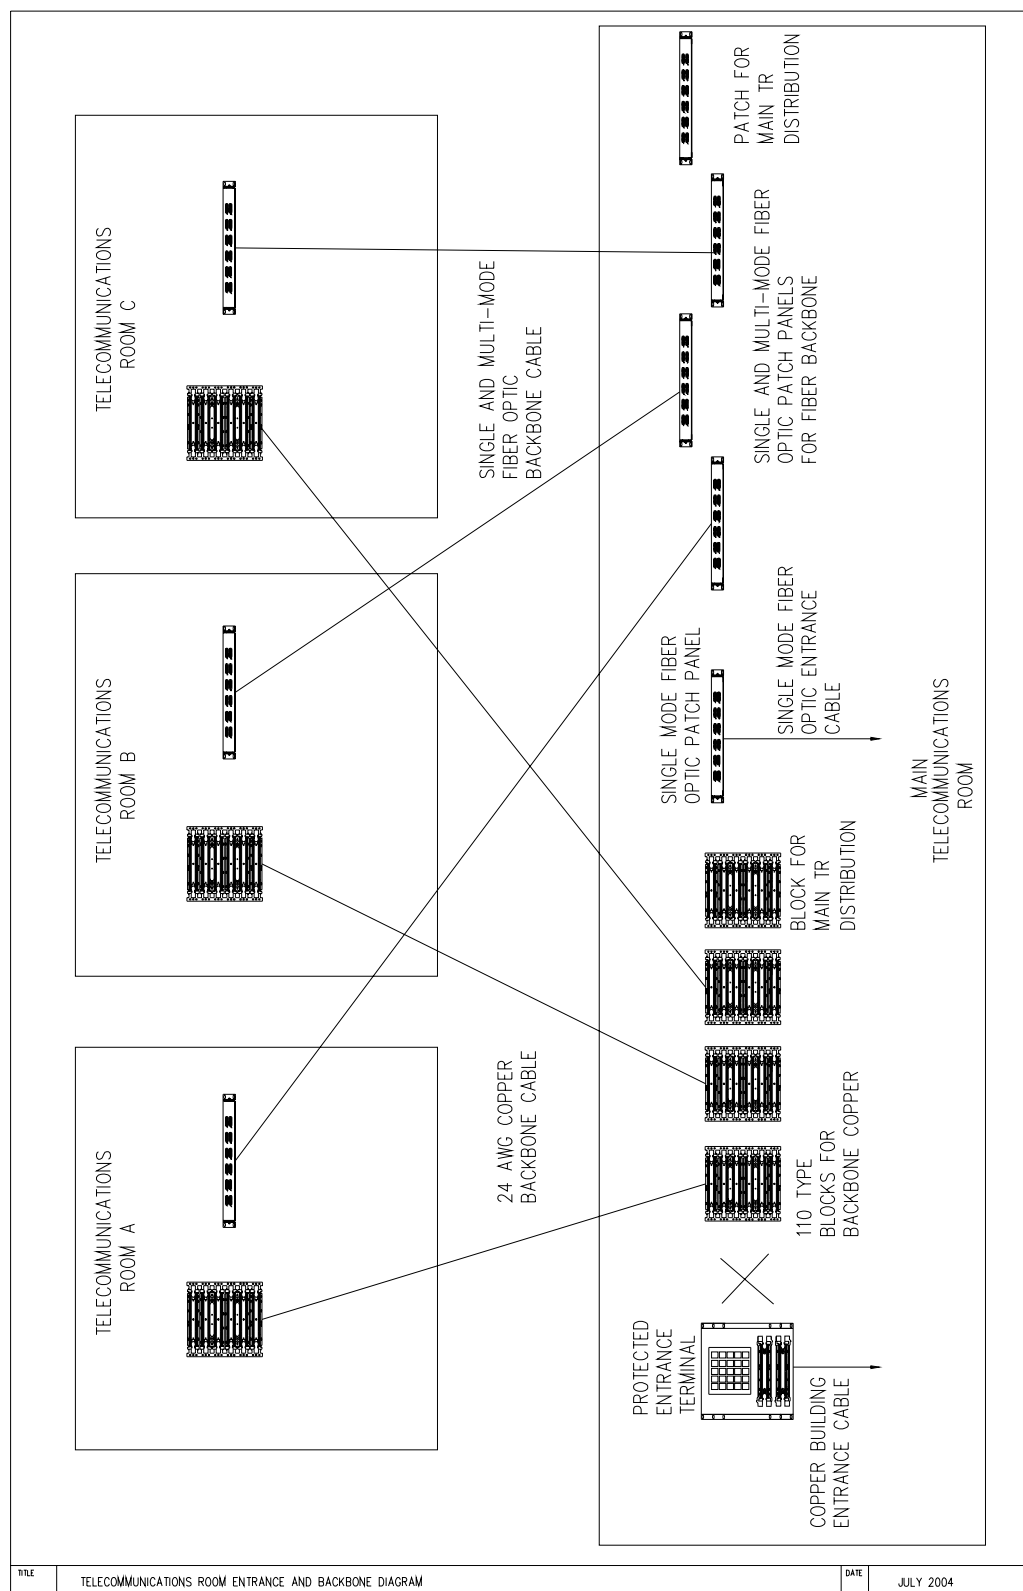 TELECOMMUNICATIONS
ROOM A
TELECOMMUNICATIONS
ROOM B
TELECOMMUNICATIONS
ROOM C
24 AWG COPPER
BACKBONE CABLE
SINGLE AND MULTI-MODE
FIBER OPTIC
BACKBONE CABLE
PROTECTED
ENTRANCE
TERMINAL
COPPER BUILDING
ENTRANCE CABLE
110 TYPE
BLOCKS FOR
BACKBONE COPPER
BLOCK FOR
MAIN TR
DISTRIBUTION
SINGLE MODE FIBER
OPTIC PATCH PANEL
SINGLE MODE FIBER
OPTIC ENTRANCE
CABLE
SINGLE AND MULTI-MODE FIBER
OPTIC PATCH PANELS
FOR FIBER BACKBONE
PATCH FOR
MAIN TR
DISTRIBUTION
MAIN
TELECOMMUNICATIONS
ROOM
TITLE
TELECOMMUNICATIONS ROOM ENTRANCE AND BACKBONE DIAGRAM
DATE
JULY 2004